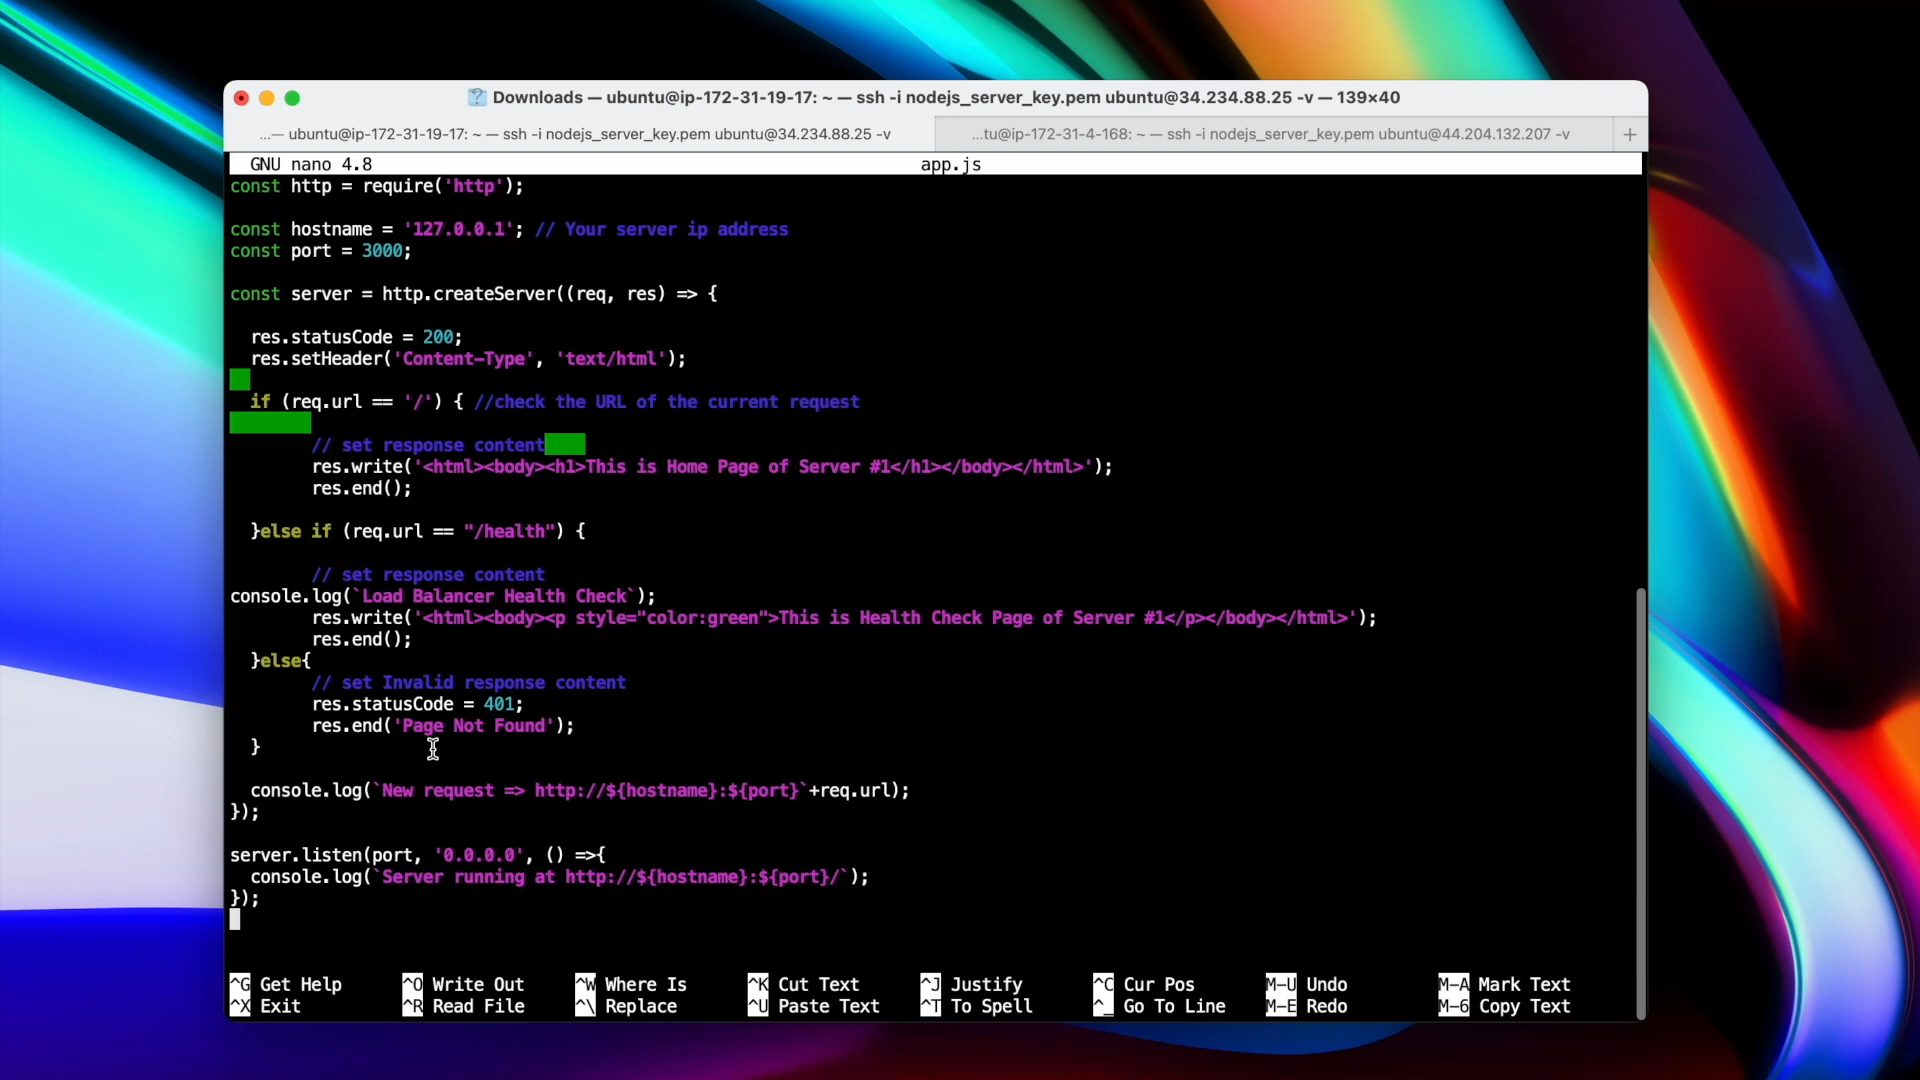 Downloads — ubuntu@ip-172-31-19-17: ~ — ssh -i nodejs_server_key.pem ubuntu@34.234.88.25 -v — 139×40
...— ubuntu@ip-172-31-19-17: ~ — ssh -i nodejs_server_key.pem ubuntu@34.234.88.25 -v ...tu@ip-172-31-4-168: ~ — ssh -i nodejs_server_key.pem ubuntu@44.204.132.207 -v +
GNU nano 4.8 app.js
const http = require('http');
const hostname = '127.0.0.1'; // Your server ip address
const port = 3000;
const server = http.createServer((req, res) => {
res.statusCode = 200;
res.setHeader('Content-Type', 'text/html');
if (req.url == '/') { //check the URL of the current request
// set response content
res.write('<html><body><h1>This is Home Page of Server #1</h1></body></html>');
res.end();
}else if (req.url == "/health") {
// set response content
console.log(`Load Balancer Health Check`);
res.write('<html><body><p style="color:green">This is Health Check Page of Server #1</p></body></html>');
res.end();
}else{
// set Invalid response content
res.statusCode = 401;
res.end('Page Not Found');
}
console.log(`New request => http://${hostname}:${port}`+req.url);
});
server.listen(port, '0.0.0.0', () =>{
console.log(`Server running at http://${hostname}:${port}/`);
});
^G Get Help ^O Write Out ^W Where Is ^K Cut Text ^J Justify ^C Cur Pos M-U Undo M-A Mark Text
^X Exit ^R Read File ^\ Replace ^U Paste Text ^T To Spell ^_ Go To Line M-E Redo M-6 Copy Text